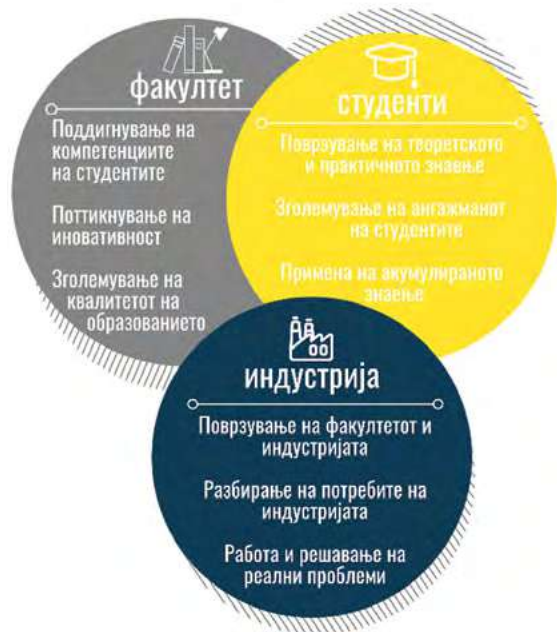 факултет
Поддигнување на
компетенциите
на студентите
Поттикнување на
иновативност
Зголемување на
квалитетот на
образованието
студенти
Поврзување на теоретското
и практичното знаење
Зголемување на ангажманот
на студентите
Примена на акумулираното
знаење
индустрија
Поврзување на факултетот и
индустријата
Разбирање на потребите на
индустријата
Работа и решавање на
реални проблеми